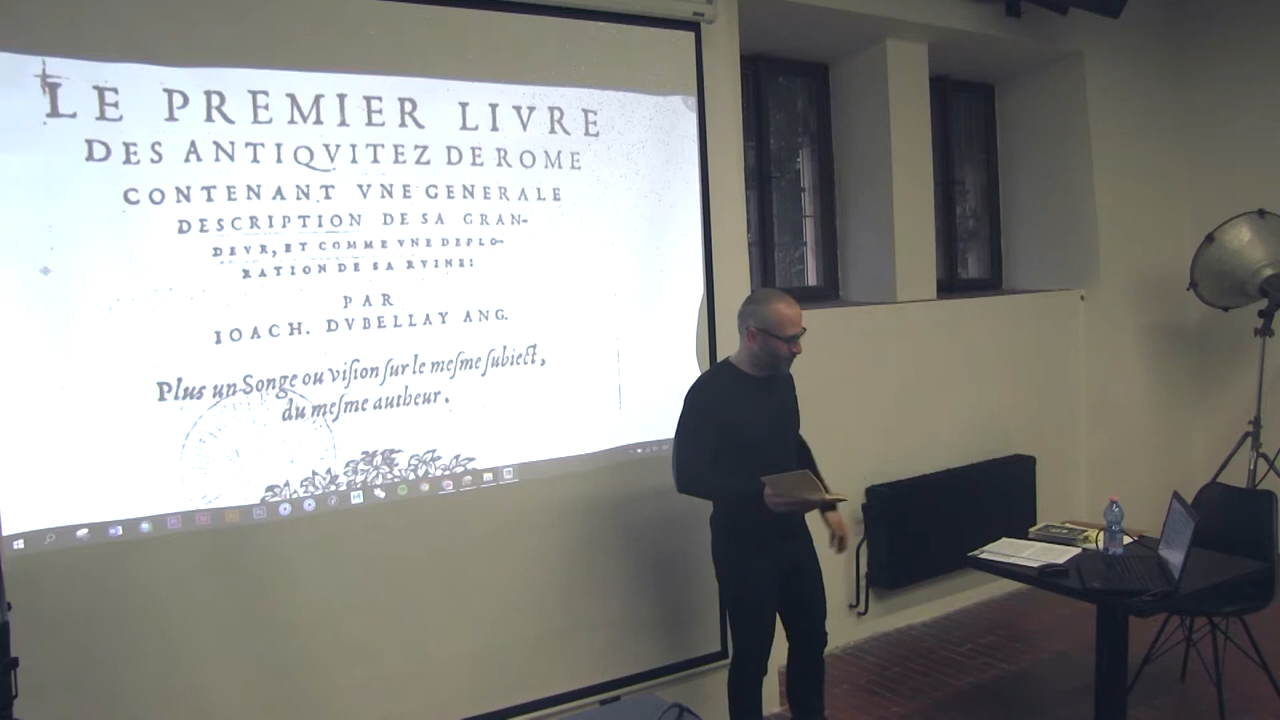 LE PREMIER LIVRE
DES ANTIQVITEZ DE ROME
CONTENANT VNE GENERALE
DESCRIPTION DE SA GRAN-
DEVR, ET COMME VNE DEPLO-
RATION DE SA RVINE:
PAR
IOACH. DVBELLAY ANG.
Plus un Songe ou viſion ſur le meſme ſubiect,
du meſme autheur.